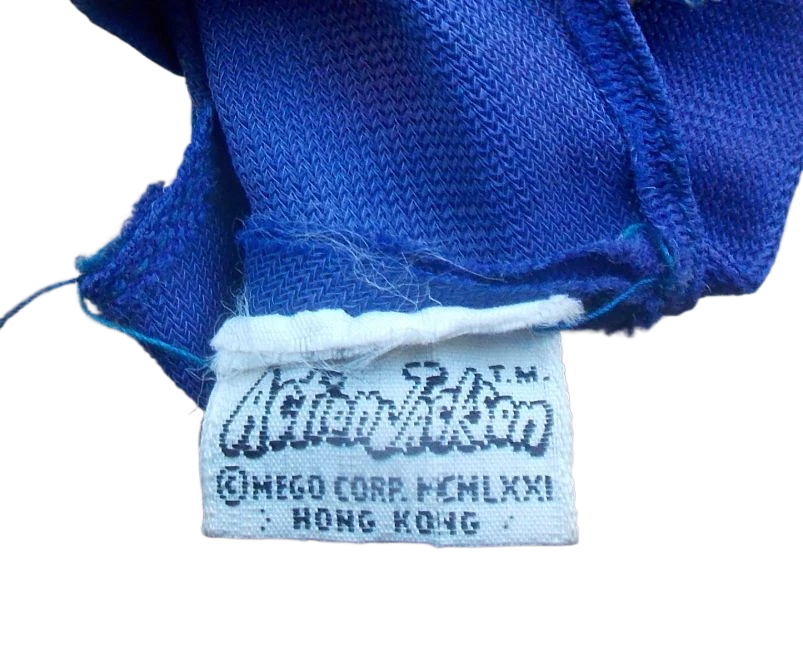 Action Jackson T.M.
©MEGO CORP. MCMLXXI
HONG KONG